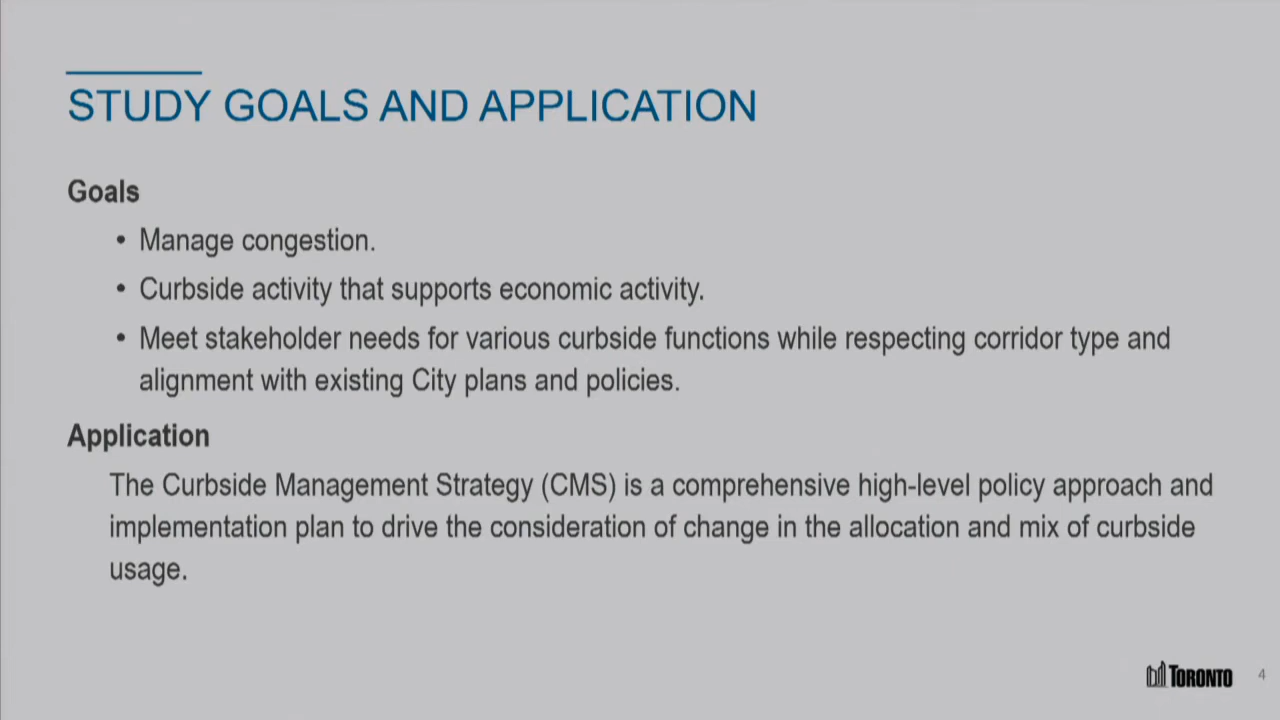 STUDY GOALS AND APPLICATION
Goals
• Manage congestion.
• Curbside activity that supports economic activity.
• Meet stakeholder needs for various curbside functions while respecting corridor type and
alignment with existing City plans and policies.
Application
The Curbside Management Strategy (CMS) is a comprehensive high-level policy approach and
implementation plan to drive the consideration of change in the allocation and mix of curbside
usage.
TORONTO 4